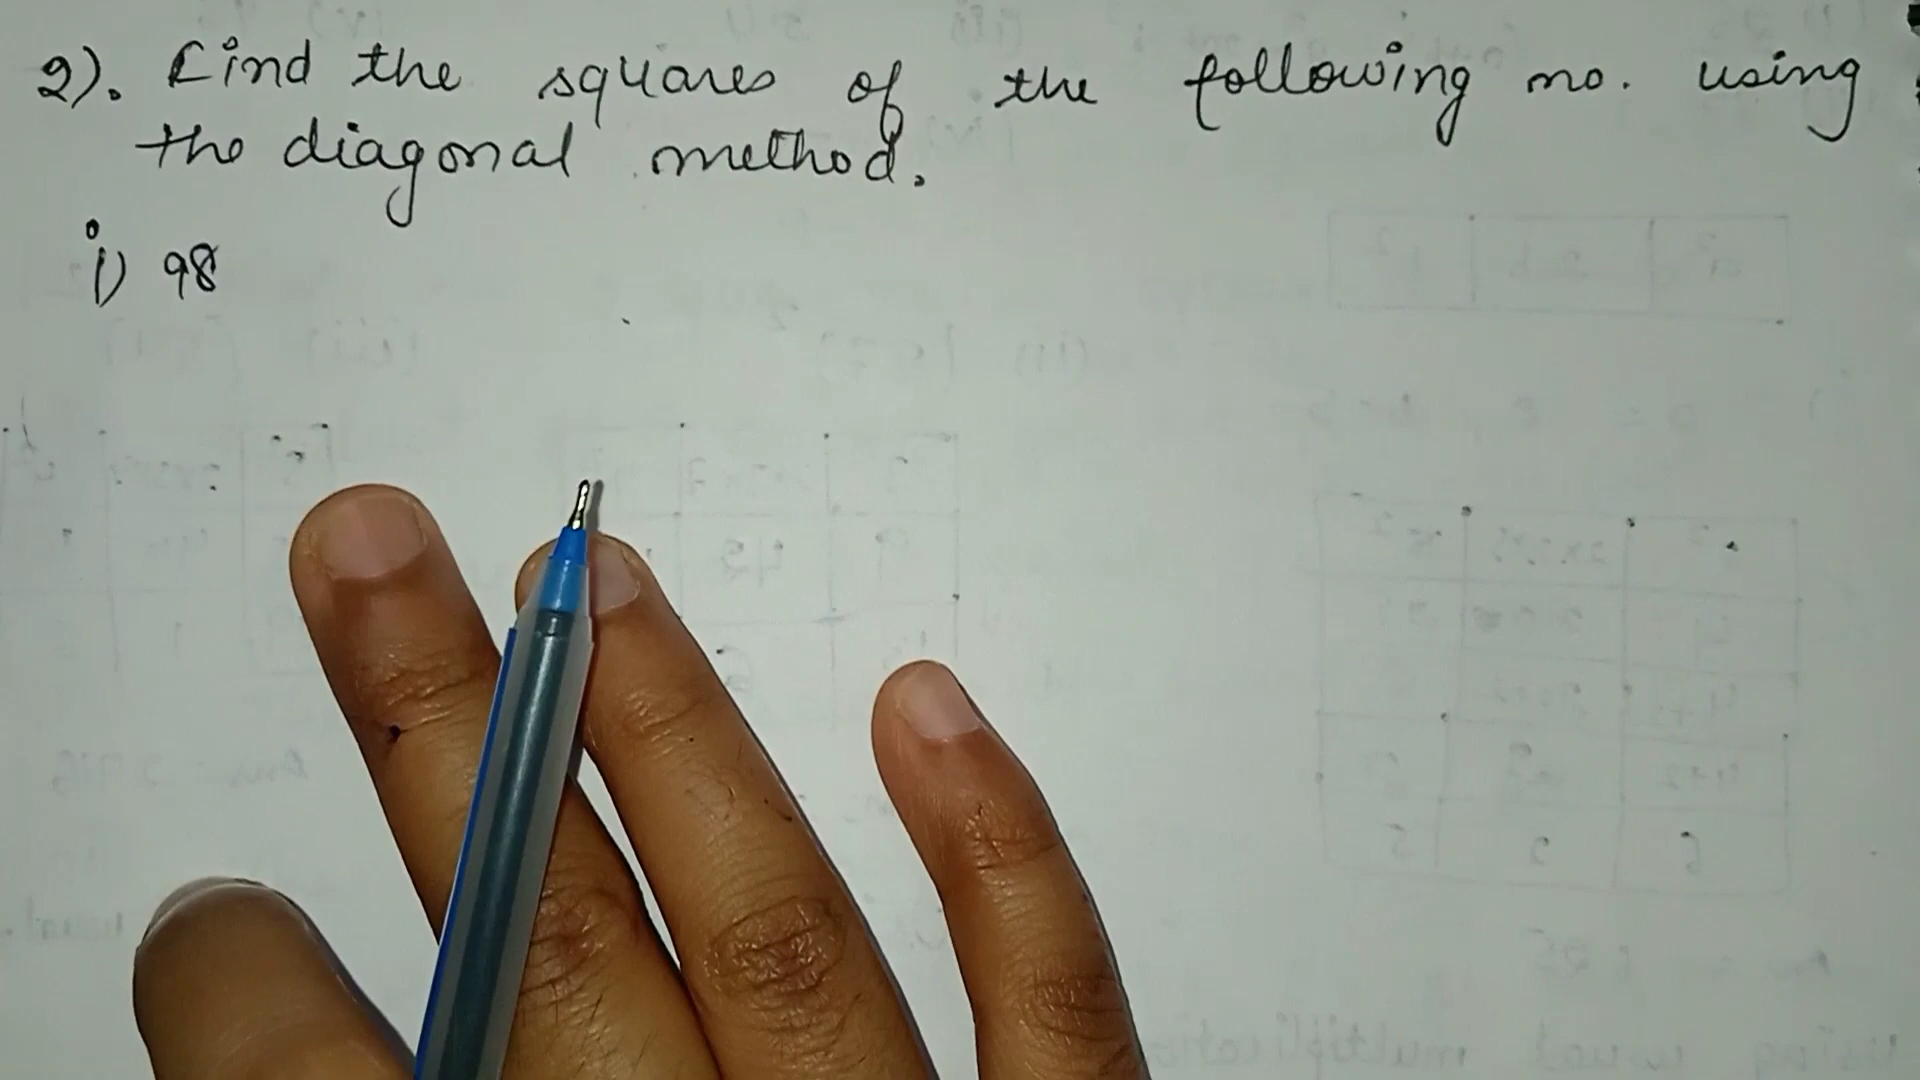 2). Find the squares of the following no. using
the diagonal method.
i) 98